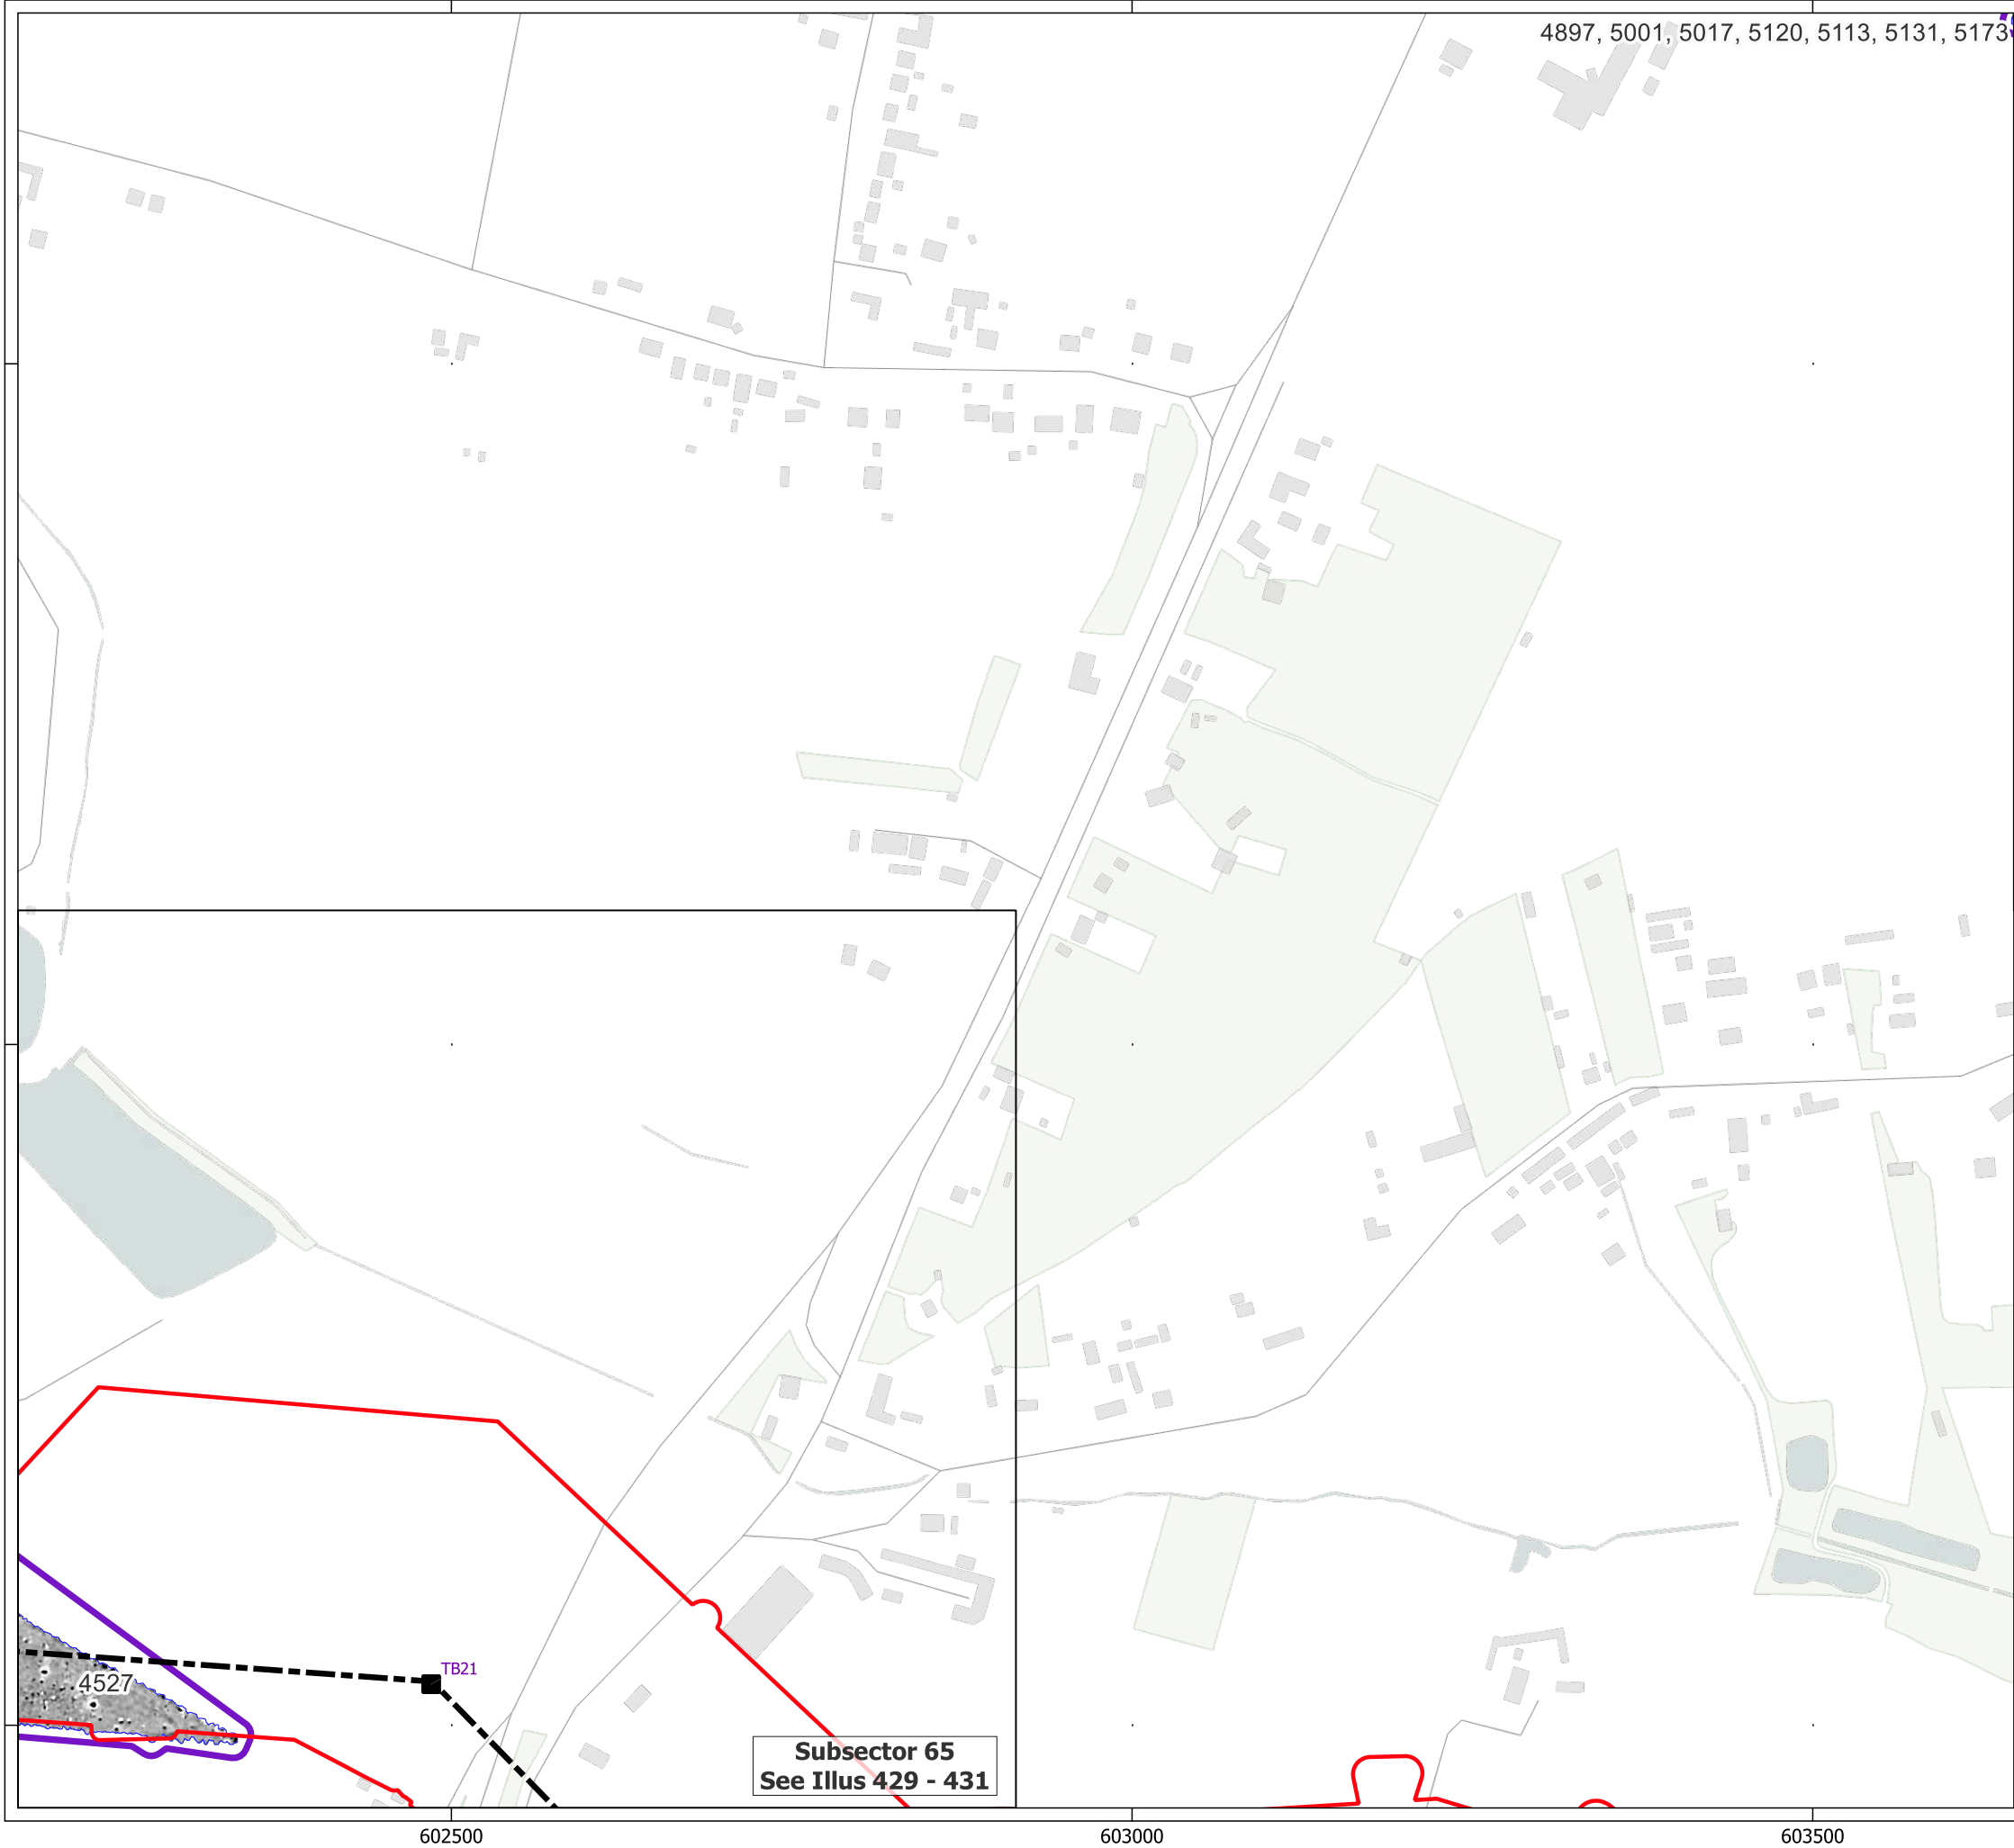 4897, 5001, 5017, 5120, 5113, 5131, 5173
TB21
4527
Subsector 65
See Illus 429 - 431
602500
603000
603500